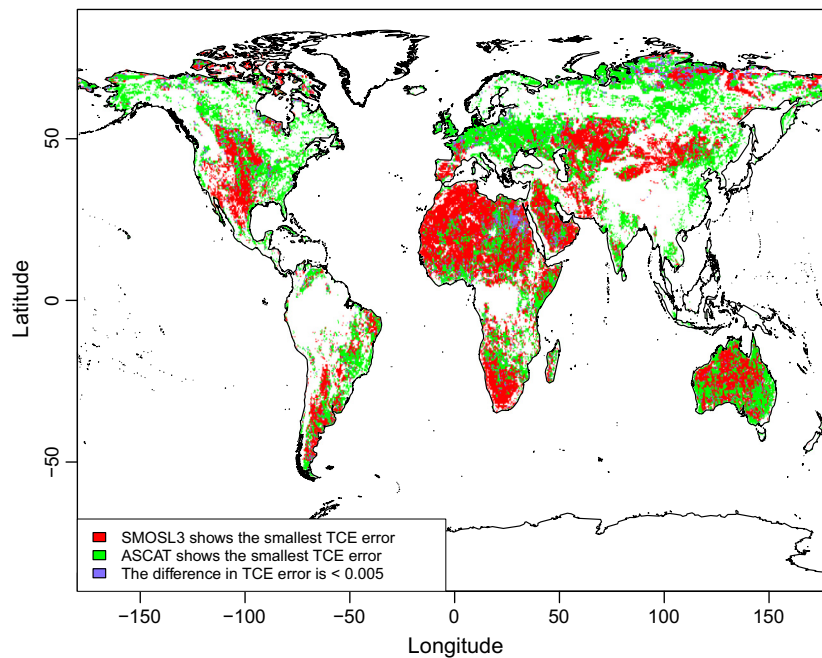 Latitude
50
0
−50
SMOSL3 shows the smallest TCE error
ASCAT shows the smallest TCE error
The difference in TCE error is < 0.005
−150 −100 −50 0 50 100 150
Longitude